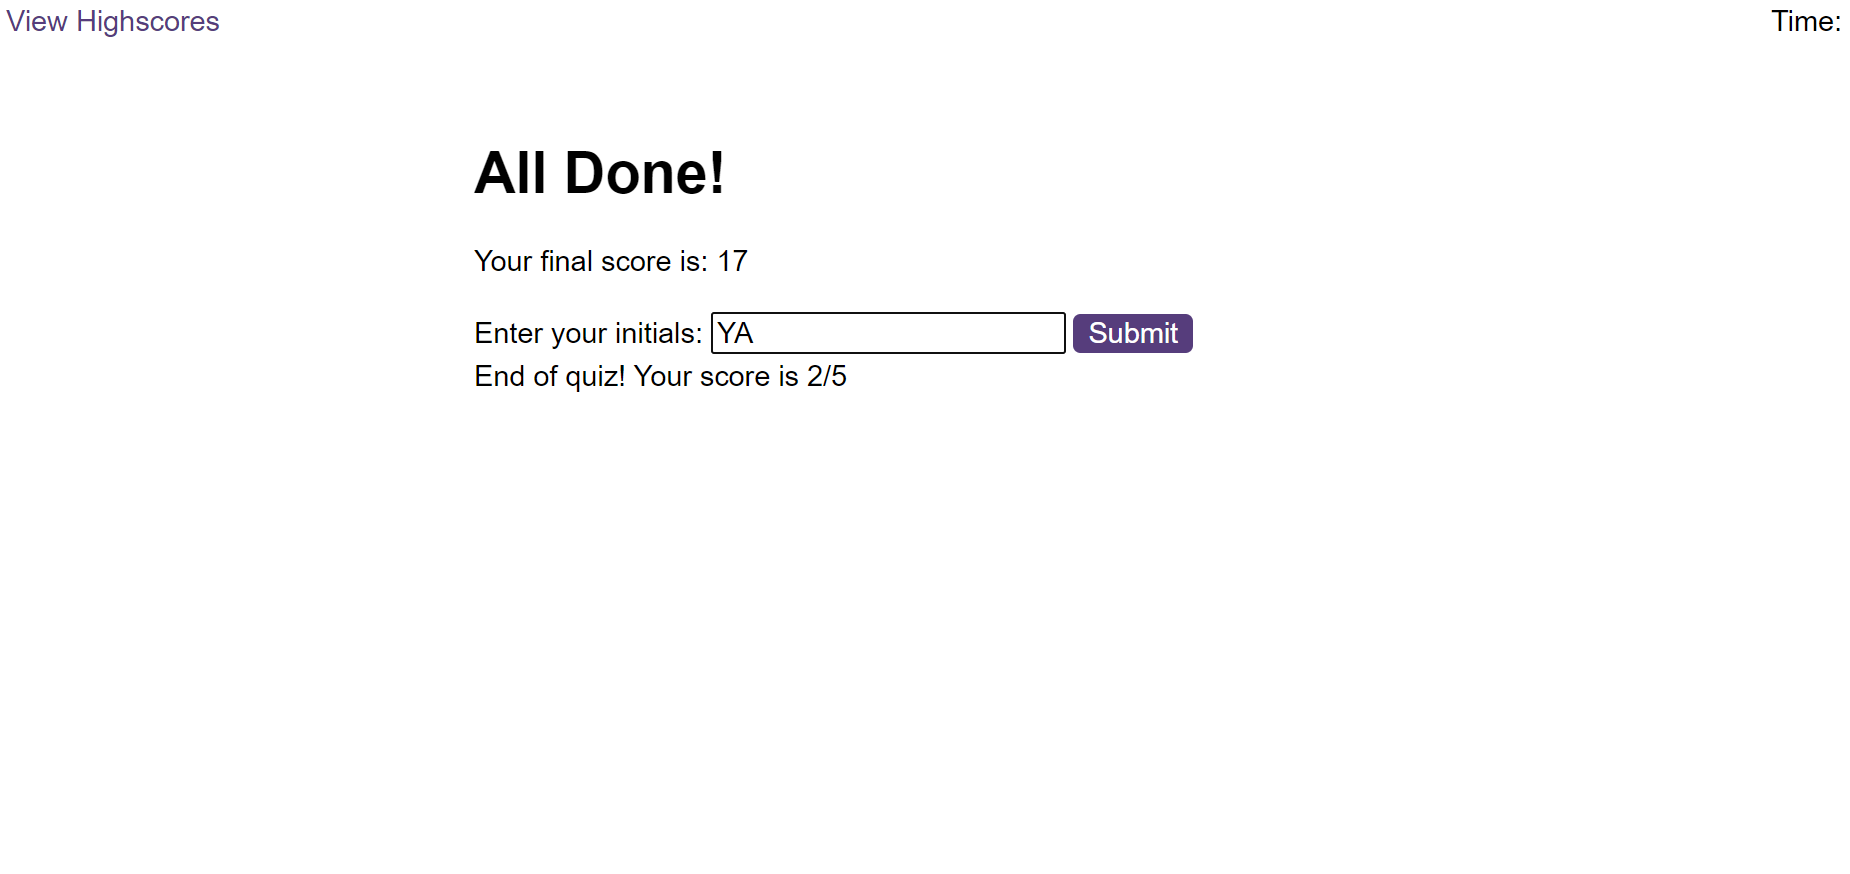 View Highscores
Time:
All Done!
Your final score is: 17
Enter your initials: YA Submit
End of quiz! Your score is 2/5